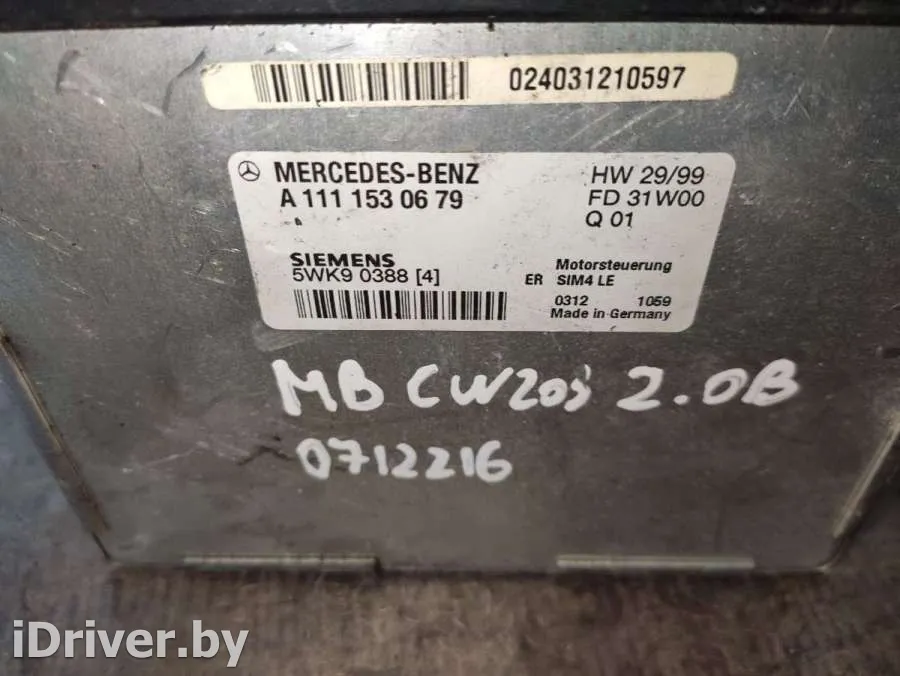 024031210597
MERCEDES-BENZ
A 111 153 06 79
HW 29/99
FD 31W00
Q 01
SIEMENS
5WK9 0388 [4]
Motorsteuerung
ER SIM4 LE
0312 1059
Made in Germany
MB CW203 2.0B
0712216
iDriver.by